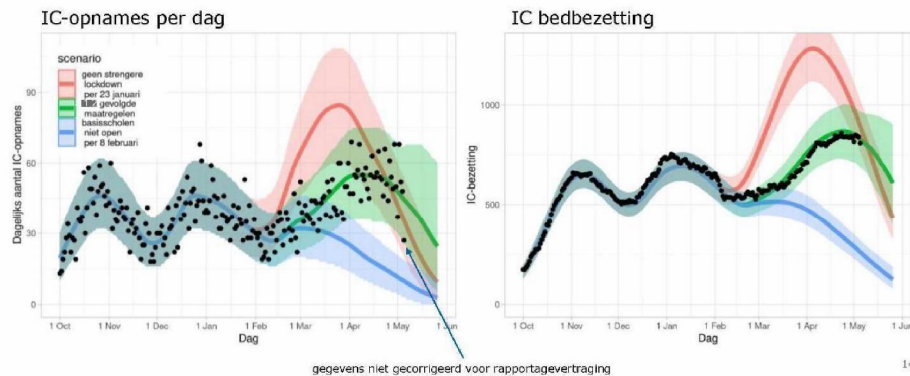 IC-opnames per dag
IC bedbezetting
scenario
geen strengere
lockdown
per 23 januari
gevolgde
maatregelen
basisscholen
niet open
per 8 februari
Dagelijks aantal IC-opnames
90
60
30
0
1 Oct
1 Nov
1 Dec
1 Jan
1 Feb
1 Mar
1 Apr
1 May
1 Jun
Dag
IC-bezetting
1000
500
0
1 Oct
1 Nov
1 Dec
1 Jan
1 Feb
1 Mar
1 Apr
1 May
1 Jun
Dag
gegevens niet gecorrigeerd voor rapportagevertraging